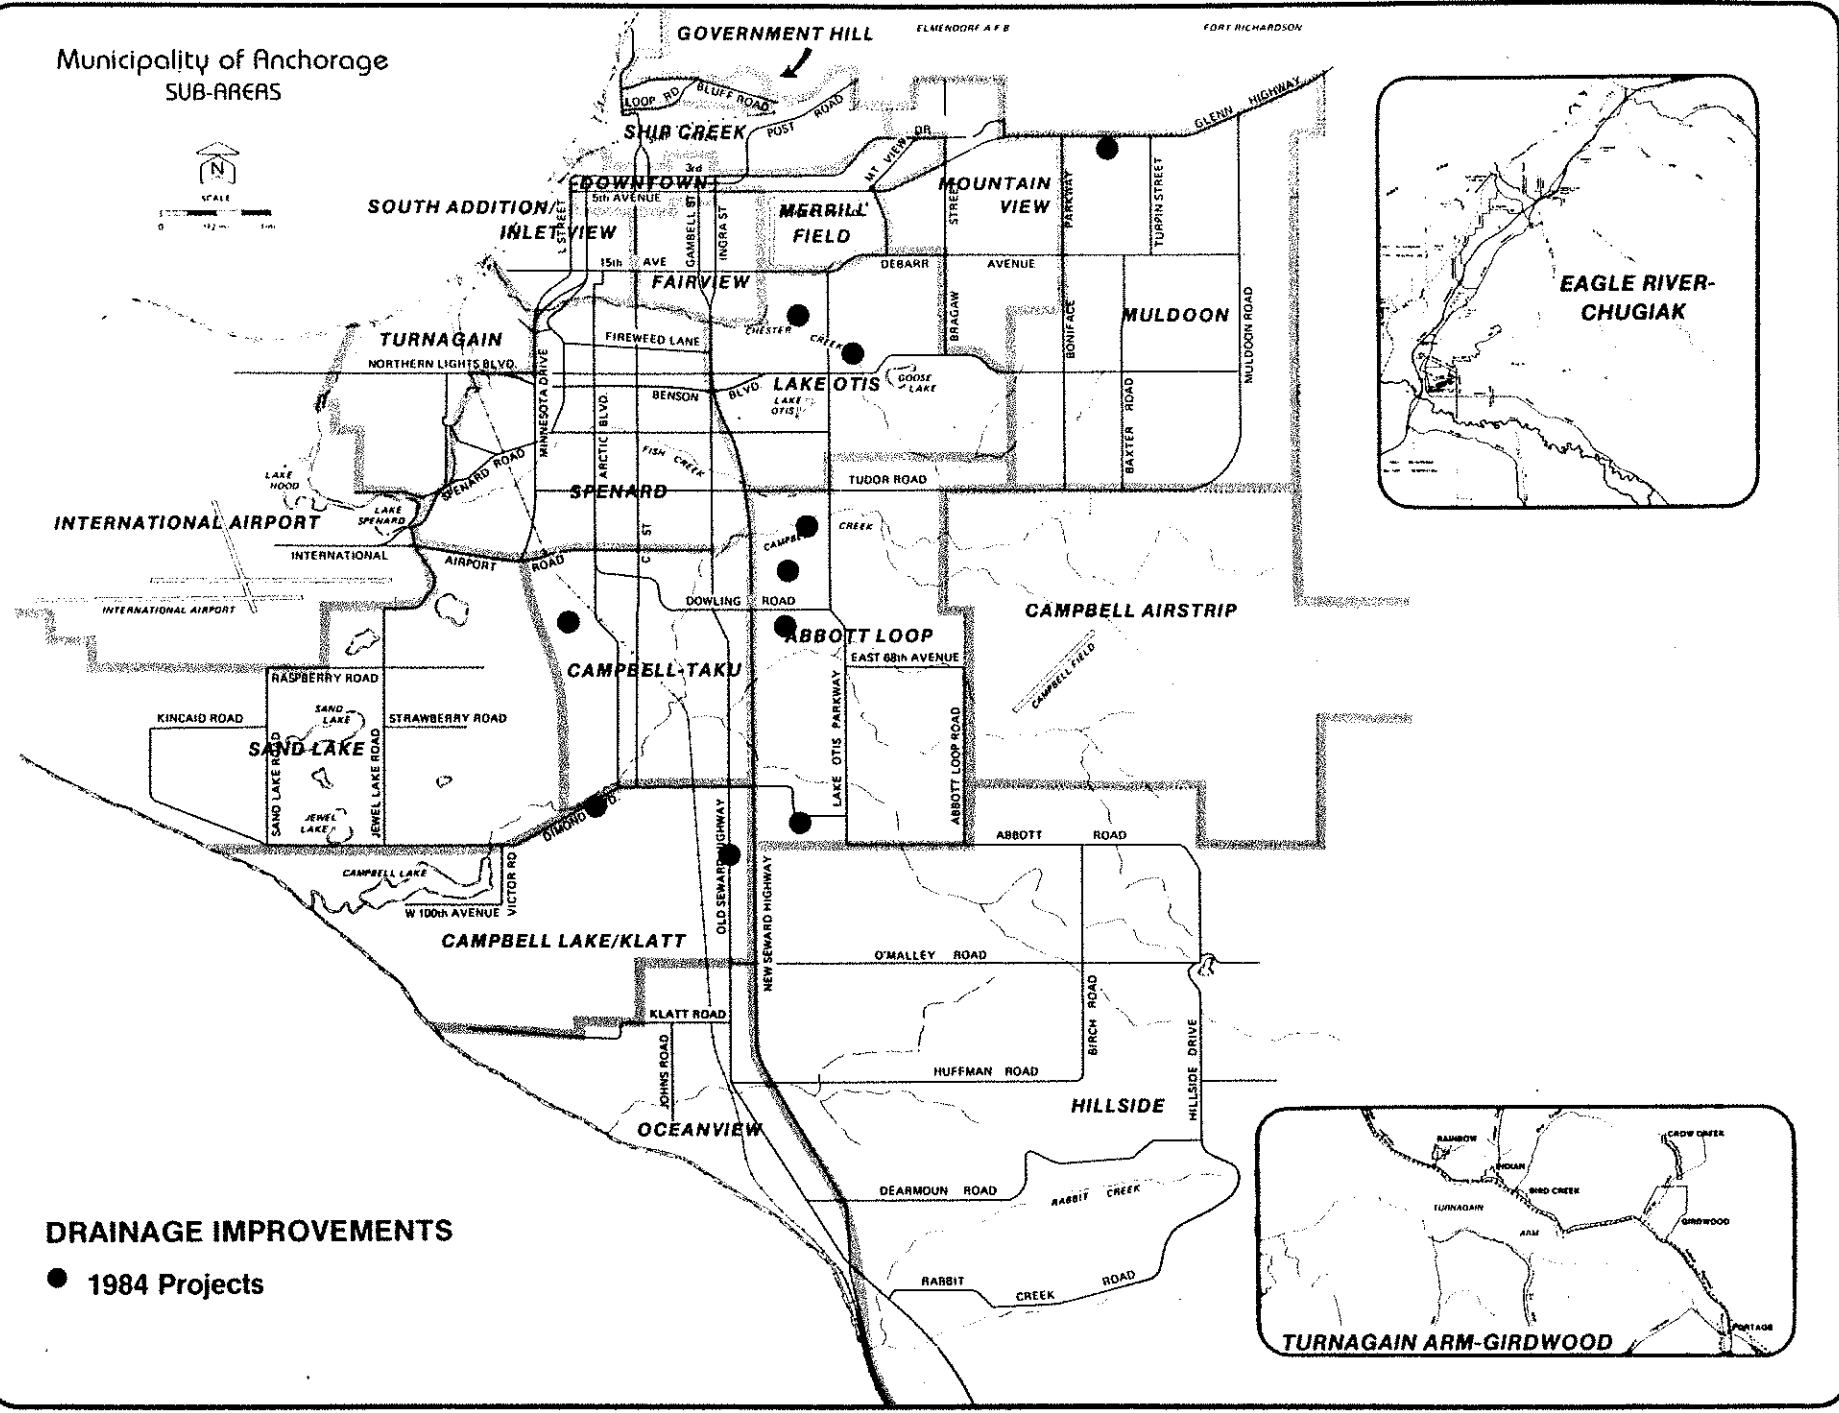 Municipality of Anchorage
SUB-AREAS
N
SCALE
0 1/2 mi 1 mi
GOVERNMENT HILL
ELMENDORF A F B
FORT RICHARDSON
LOOP RD
BLUFF ROAD
POST ROAD
SHIP CREEK
GLENN HIGHWAY
MT VIEW DR
3rd
DOWNTOWN
5th AVENUE
SOUTH ADDITION/
INLET VIEW
L STREET
GAMBELL ST
INGRA ST
MERRILL
FIELD
MOUNTAIN
VIEW
BRAGAW STREET
BONIFACE PARKWAY
TURPIN STREET
15th AVE
FAIRVIEW
DEBARR AVENUE
MULDOON
MULDOON ROAD
CHESTER CREEK
TURNAGAIN
NORTHERN LIGHTS BLVD.
FIREWEED LANE
BENSON BLVD.
LAKE OTIS
LAKE
OTIS
GOOSE
LAKE
MINNESOTA DRIVE
ARCTIC BLVD.
BAXTER ROAD
FISH CREEK
SPENARD ROAD
SPENARD
TUDOR ROAD
LAKE
HOOD
LAKE
SPENARD
INTERNATIONAL AIRPORT
INTERNATIONAL AIRPORT ROAD
INTERNATIONAL AIRPORT
C ST
CAMPBELL CREEK
DOWLING ROAD
CAMPBELL AIRSTRIP
CAMPBELL FIELD
ABBOTT LOOP
EAST 68th AVENUE
CAMPBELL-TAKU
LAKE OTIS PARKWAY
ABBOTT LOOP ROAD
RASPBERRY ROAD
KINCAID ROAD
SAND
LAKE
STRAWBERRY ROAD
SAND LAKE
SAND LAKE ROAD
JEWEL LAKE ROAD
JEWEL
LAKE
DIMOND BLVD.
ABBOTT ROAD
CAMPBELL LAKE
W 100th AVENUE
VICTOR RD
OLD SEWARD HIGHWAY
NEW SEWARD HIGHWAY
CAMPBELL LAKE/KLATT
O'MALLEY ROAD
KLATT ROAD
JOHNS ROAD
BIRCH ROAD
HILLSIDE DRIVE
HUFFMAN ROAD
HILLSIDE
OCEANVIEW
DEARMOUN ROAD
RABBIT CREEK
RABBIT CREEK ROAD
EAGLE RIVER-
CHUGIAK
RAINBOW
INDIAN
BIRD CREEK
CROW CREEK
GIRDWOOD
TURNAGAIN
ARM
PORTAGE
TURNAGAIN ARM-GIRDWOOD
DRAINAGE IMPROVEMENTS
1984 Projects